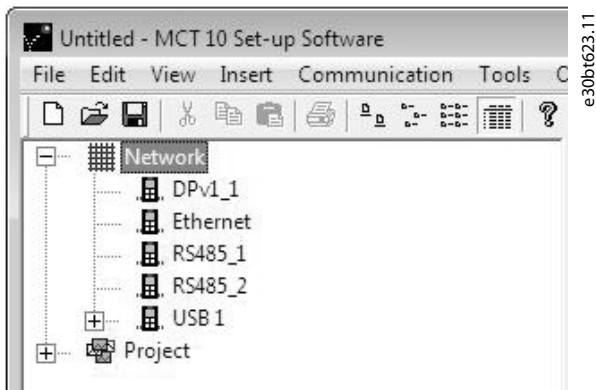 Untitled - MCT 10 Set-up Software
File Edit View Insert Communication Tools
Network
DPv1_1
Ethernet
RS485_1
RS485_2
USB 1
Project
e30bt623.11